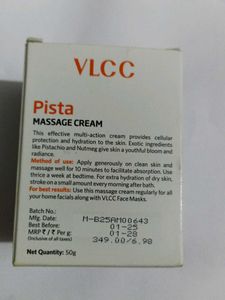 VLCC
Pista
MASSAGE CREAM
This effective multi-action cream provides cellular
protection and hydration to the skin. Exotic ingredients
like Pistachio and Nutmeg give skin a youthful bloom and
radiance.
Method of use: Apply generously on clean skin and
massage well for 10 minutes to facilitate absorption. Use
thrice a week at bedtime. For extra hydration of dry skin,
stroke on a small amount every morning after bath.
For best results: Use this massage cream regularly for all
your home facials along with VLCC Face Masks.
Batch No.: M-B25AM00643
Mfg. Date: 01-25
Best Before: 01-28
MRP ₹ / ₹ Per g: 349.00/6.98
(Inclusive of all taxes)
Net Quantity: 50g